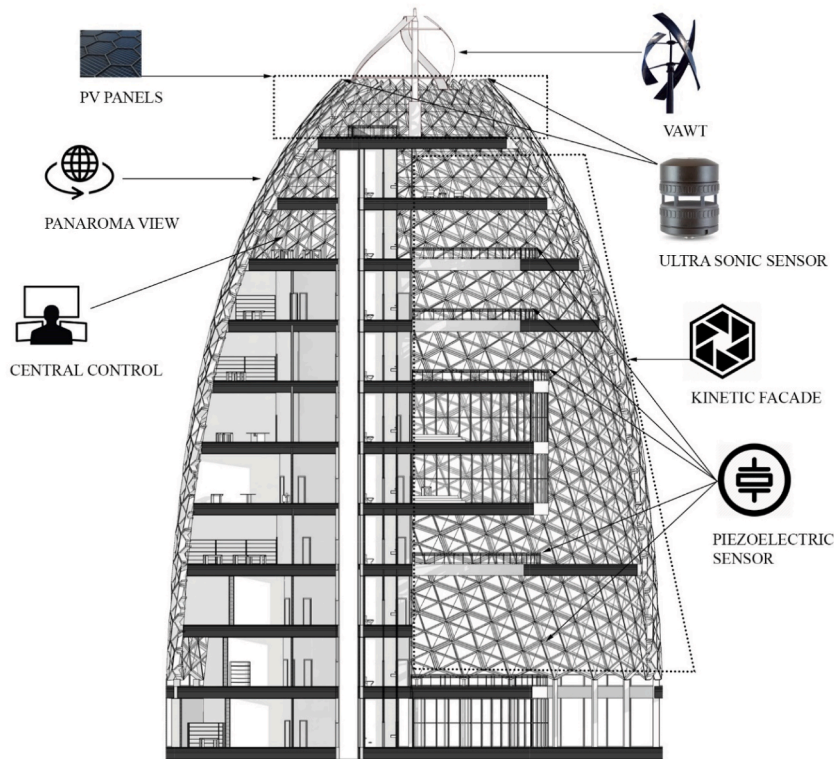 PV PANELS
VAWT
PANAROMA VIEW
ULTRA SONIC SENSOR
CENTRAL CONTROL
KINETIC FACADE
PIEZOELECTRIC
SENSOR